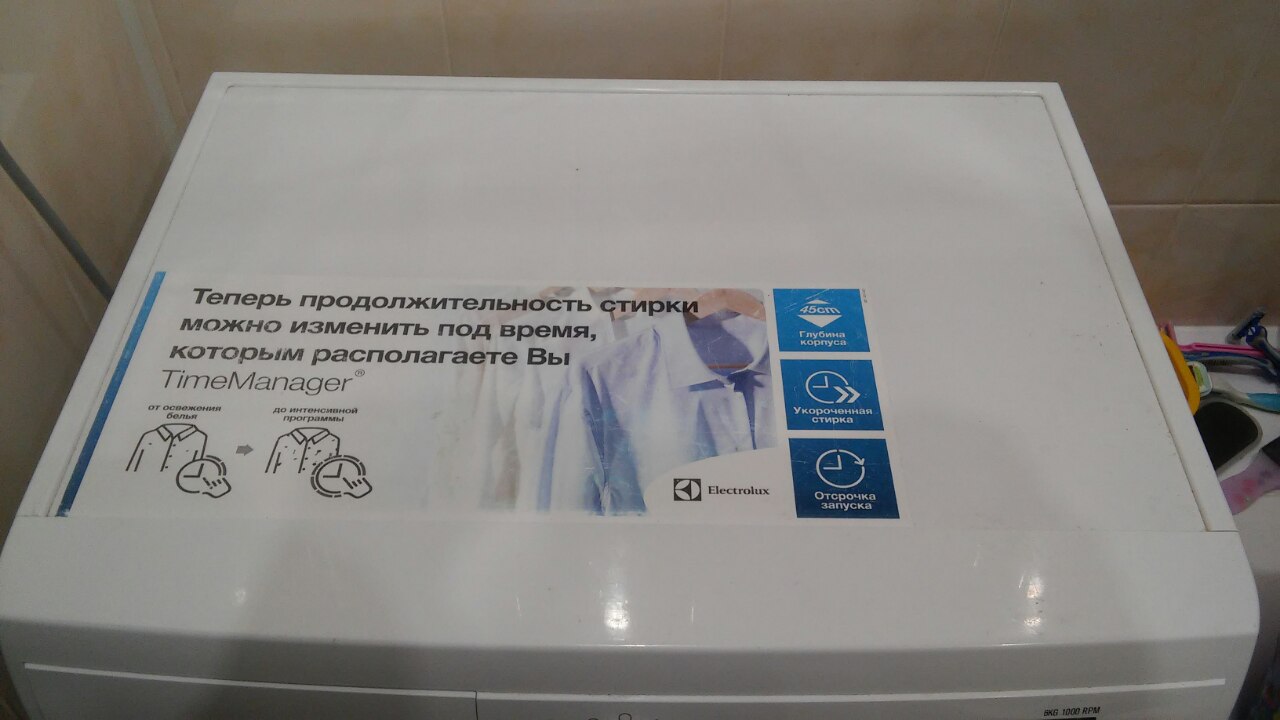 Теперь продолжительность стирки
можно изменить под время,
которым располагаете Вы
TimeManager®
от освежения
белья
до интенсивной
программы
Electrolux
45cm
Глубина
корпуса
Укороченная
стирка
Отсрочка
запуска
6KG 1000 RPM